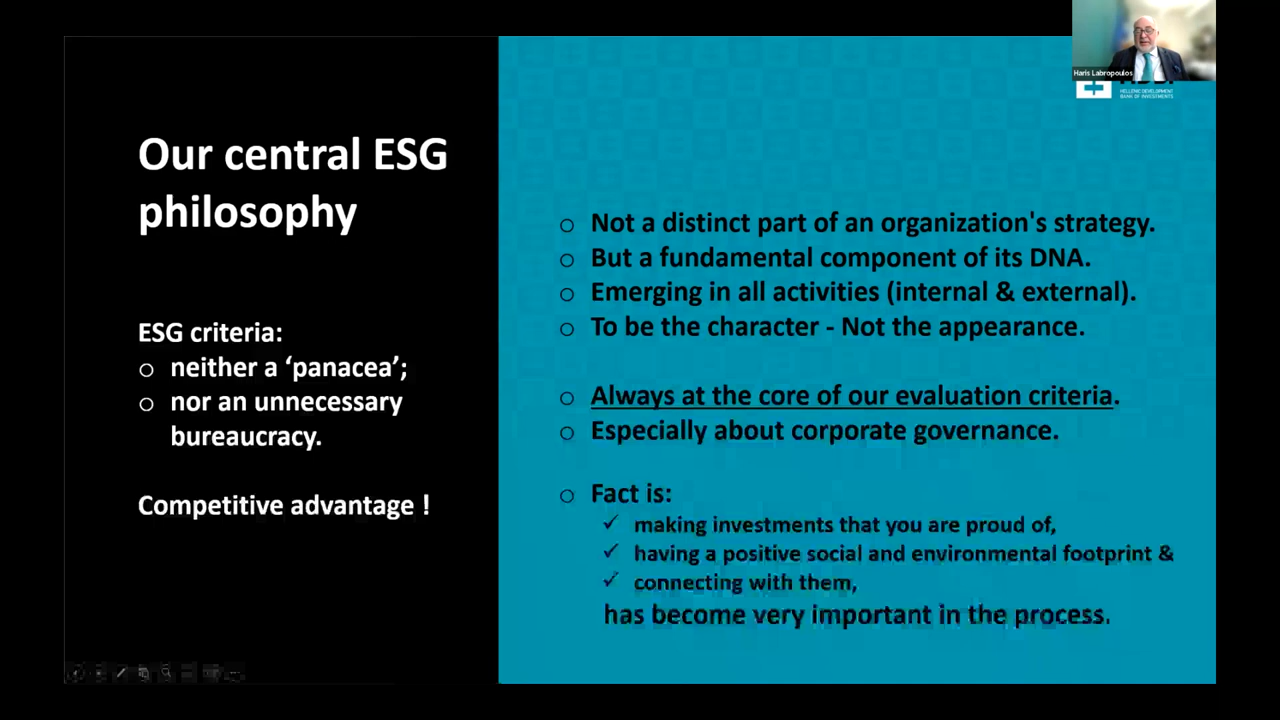 Our central ESG
philosophy
ESG criteria:
o neither a ‘panacea’;
o nor an unnecessary
bureaucracy.
Competitive advantage !
Haris Labropoulos
HELLENIC DEVELOPMENT
BANK OF INVESTMENTS
o Not a distinct part of an organization's strategy.
o But a fundamental component of its DNA.
o Emerging in all activities (internal & external).
o To be the character - Not the appearance.
o Always at the core of our evaluation criteria.
o Especially about corporate governance.
o Fact is:
✓ making investments that you are proud of,
✓ having a positive social and environmental footprint &
✓ connecting with them,
has become very important in the process.